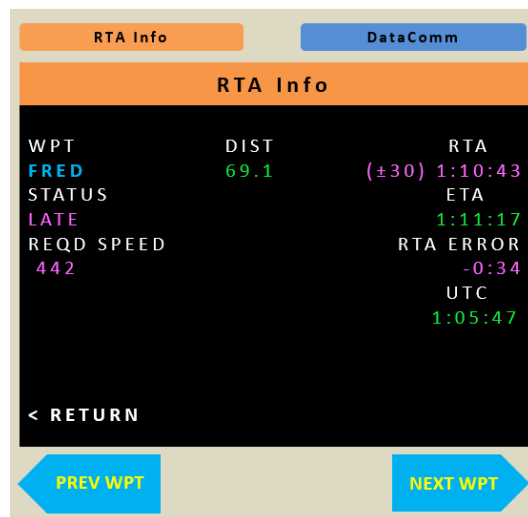 RTA Info DataComm
RTA Info
WPT DIST RTA
FRED 69.1 (±30) 1:10:43
STATUS ETA
LATE 1:11:17
REQD SPEED RTA ERROR
442 -0:34
UTC
1:05:47
< RETURN
PREV WPT NEXT WPT